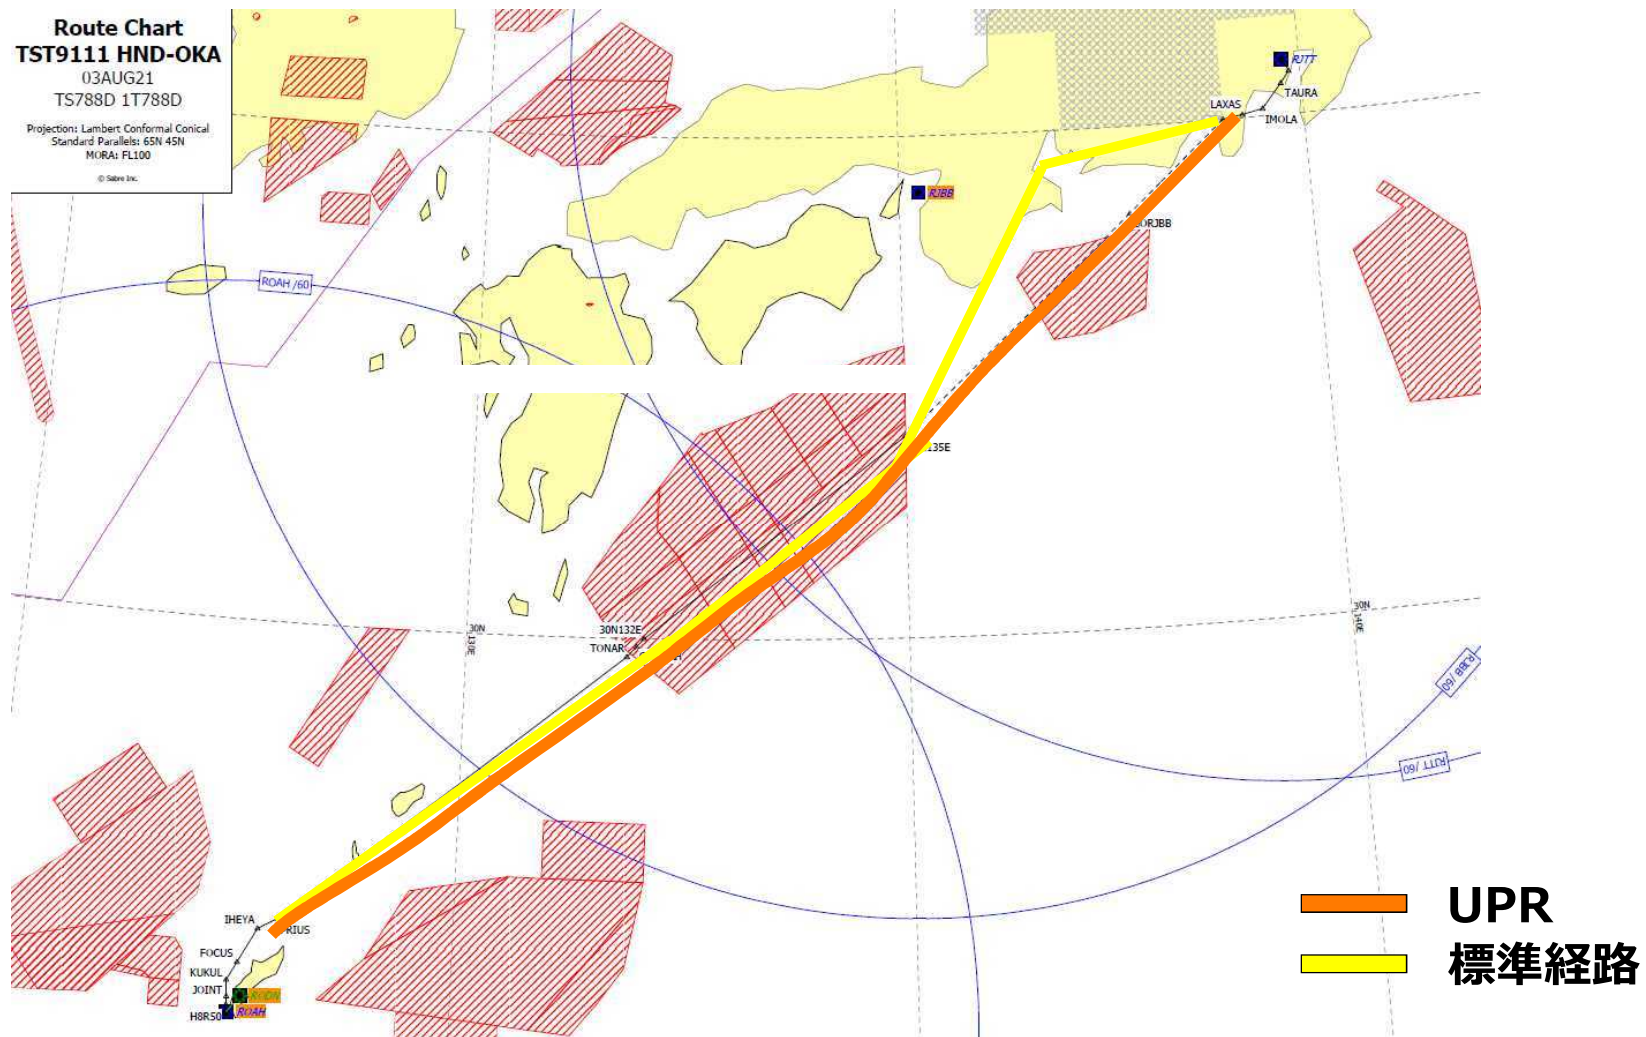 Route Chart
TST9111 HND-OKA
03AUG21
TS788D 1T788D
Projection: Lambert Conformal Conical
Standard Parallels: 65N 45N
MORA: FL100
© Sabre Inc.
RJTT
TAURA
LAXAS
IMOLA
RJBB
ORJBB
ROAH /60
135E
30N132E
TONAR
30N
130E
30N
140E
RJBB /60
RJTT /60
IHEYA
RIUS
FOCUS
KUKUL
JOINT
RODN
H8R50
ROAH
UPR
標準経路